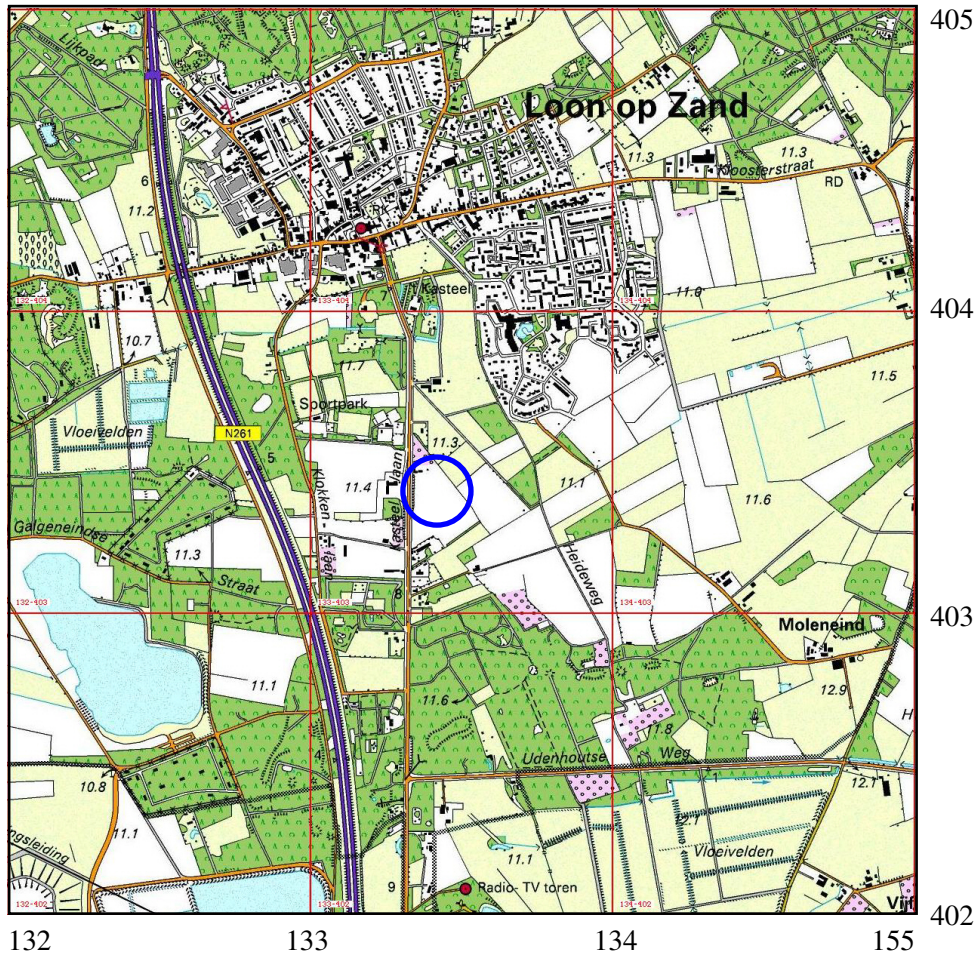 405
Lijkpad
Loon op Zand
11.3
11.3
Kloosterstraat
RD
6
11.2
RK
't Kasteel
7
11.0
132-404
133-404
134-404
404
10.7
11.7
11.5
Sportpark
Vloeivelden
N261
5
11.3
11.4
Klokken-
laan
Kasteel
laan
11.1
11.6
Galgeneindse
Straat
11.3
Heideweg
8
132-403
133-403
134-403
403
Moleneind
11.1
11.6
12.9
H
11.8
4
Udenhoutse Weg
10.8
12.1
11.1
12.1
ngsleiding
11.1
Vloeivelden
9
Radio- TV toren
Vijf
132-402
133-402
134-402
402
132
133
134
155